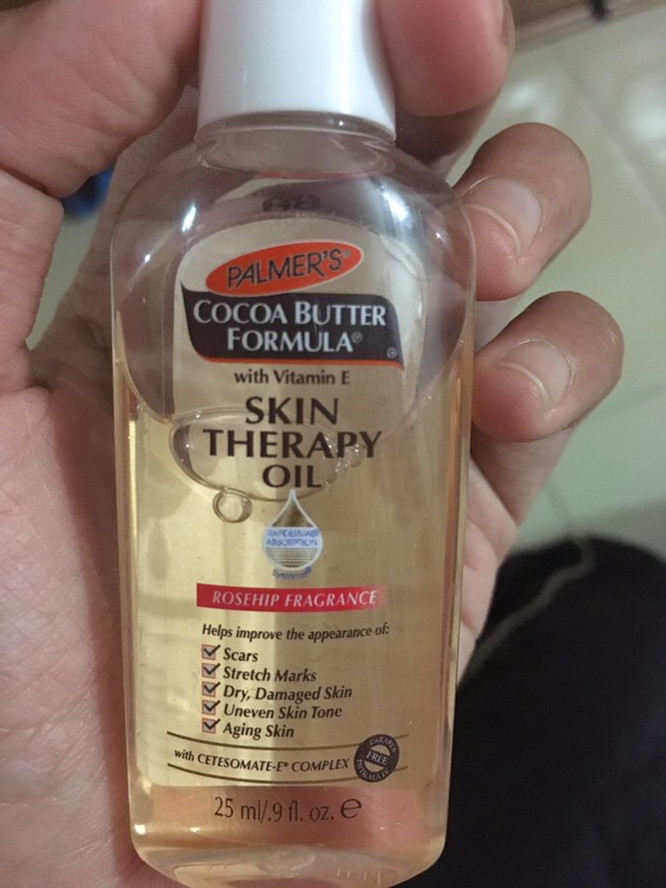 PALMER'S®
COCOA BUTTER
FORMULA®
with Vitamin E
SKIN
THERAPY
OIL
ABSORPTION
ROSEHIP FRAGRANCE
Helps improve the appearance of:
Scars
Stretch Marks
Dry, Damaged Skin
Uneven Skin Tone
Aging Skin
with CETESOMATE-E® COMPLEX
FREE
25 ml/.9 fl. oz. ℮